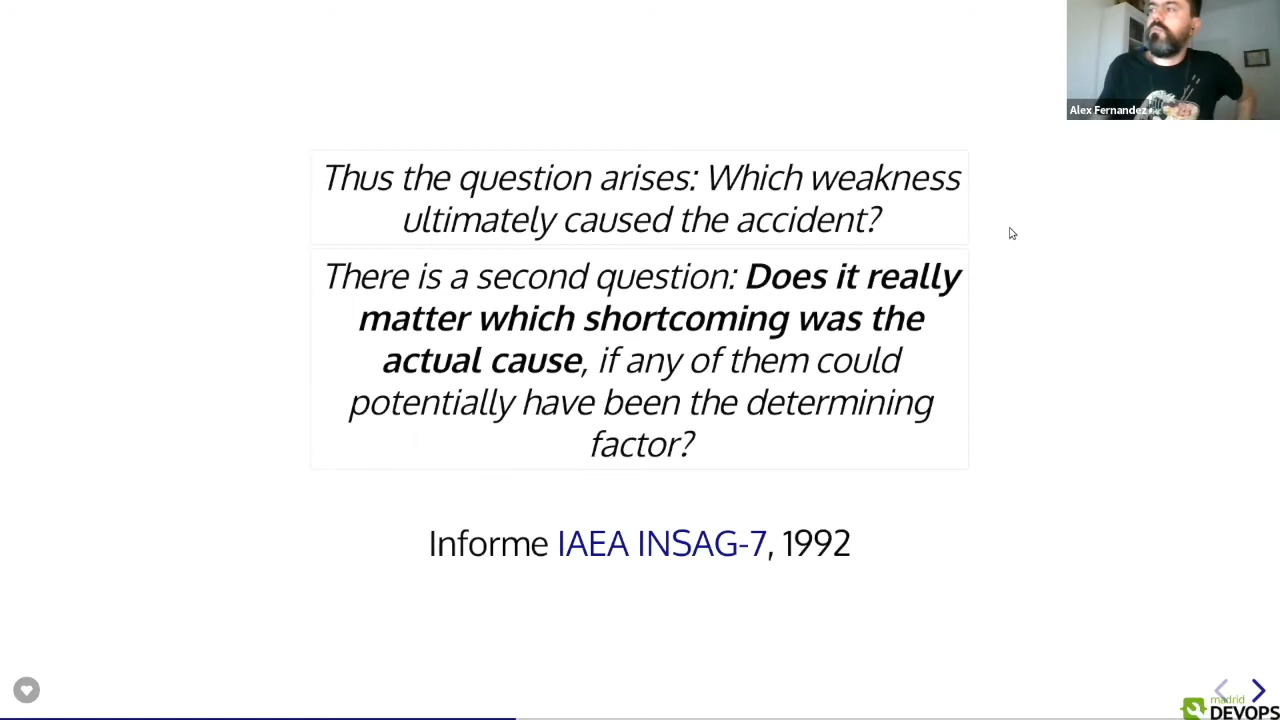 Alex Fernandez
Thus the question arises: Which weakness
ultimately caused the accident?
There is a second question: Does it really
matter which shortcoming was the
actual cause, if any of them could
potentially have been the determining
factor?
Informe IAEA INSAG-7, 1992
madrid
DEVOPS